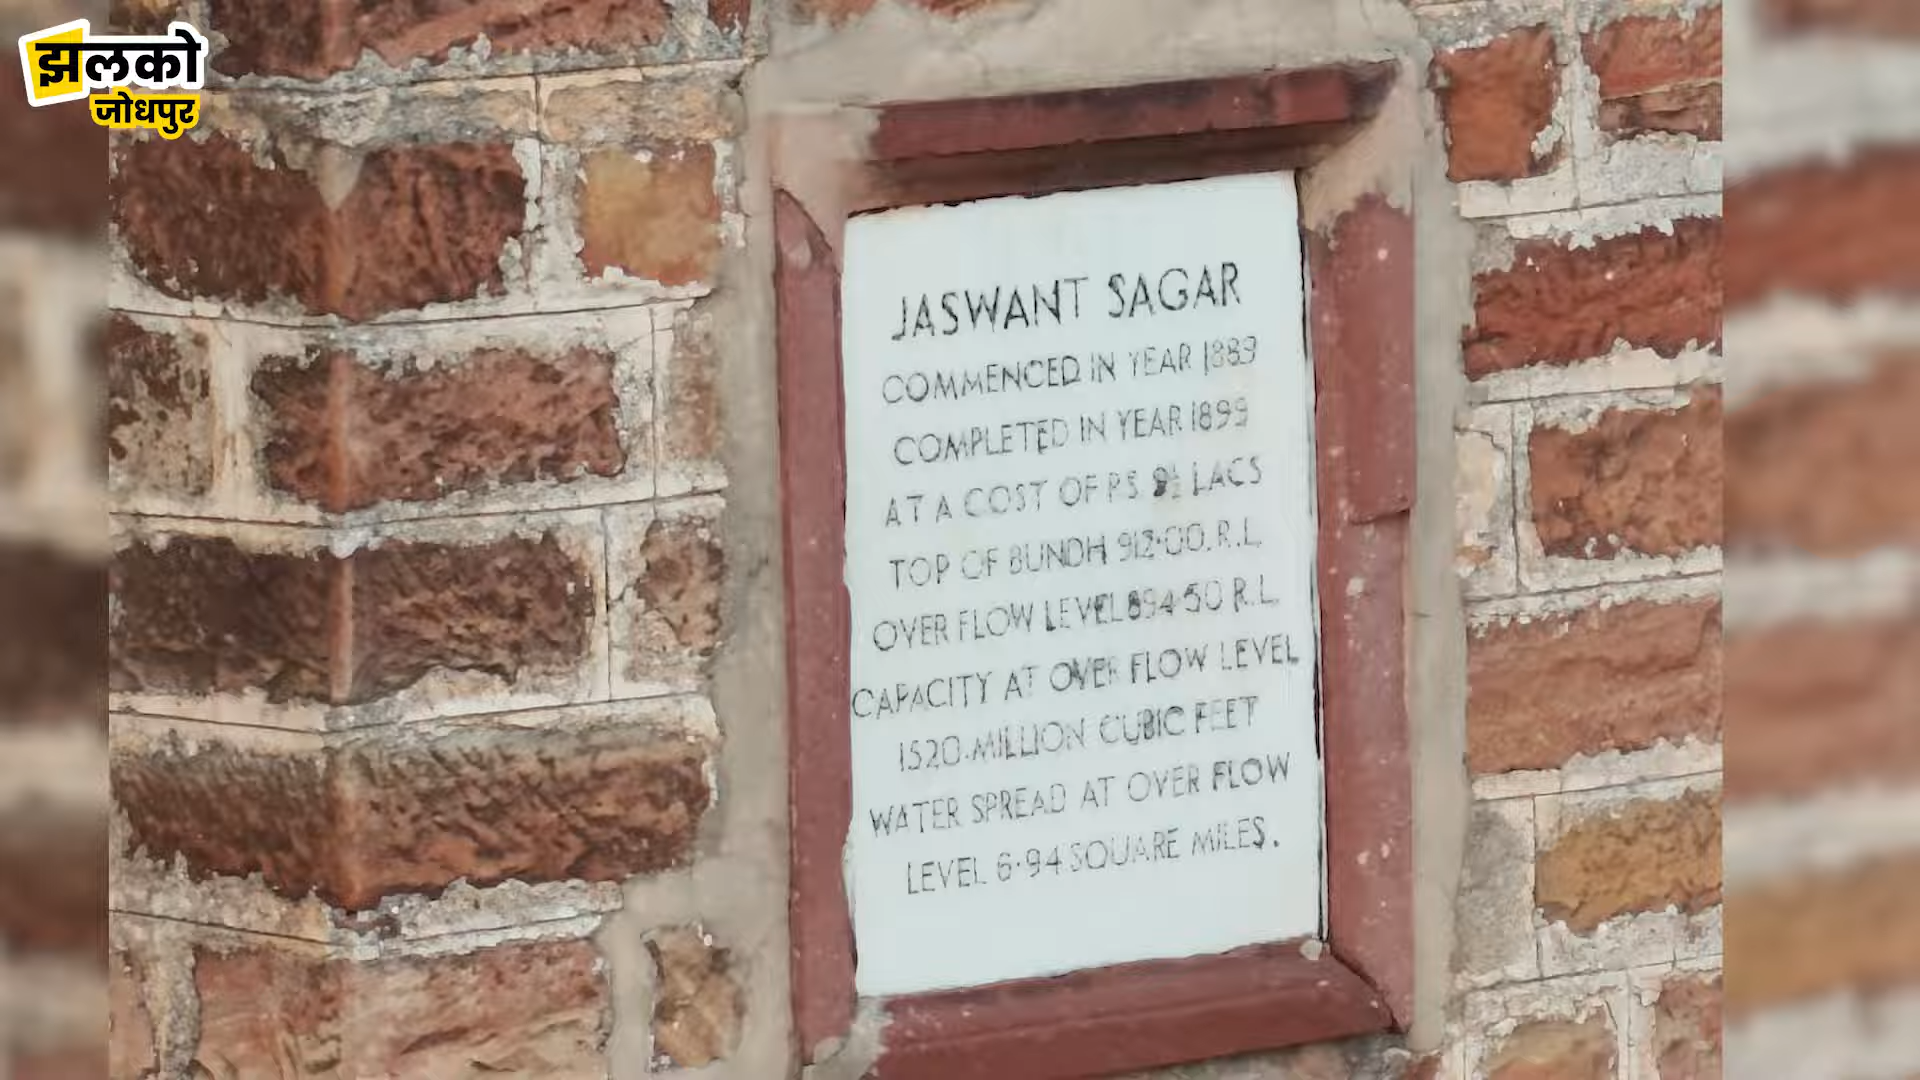 झलको
जोधपुर
JASWANT SAGAR
COMMENCED IN YEAR 1889
COMPLETED IN YEAR 1899
AT A COST OF RS 9½ LACS
TOP OF BUNDH 912·00.R.L.
OVER FLOW LEVEL 894·50 R.L.
CAPACITY AT OVER FLOW LEVEL
1520.MILLION CUBIC FEET
WATER SPREAD AT OVER FLOW
LEVEL 6·94 SQUARE MILES.